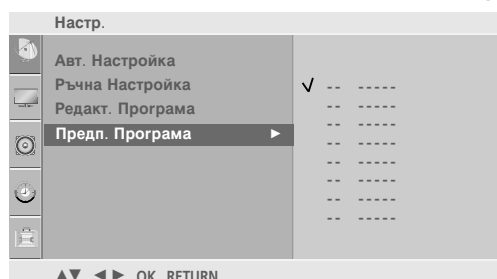 Настр.
Авт. Настройка
Ръчна Настройка
Редакт. Програма
Предп. Програма ►
√ -- -----
-- -----
-- -----
-- -----
-- -----
-- -----
-- -----
-- -----
▲▼ ◄► OK RETURN